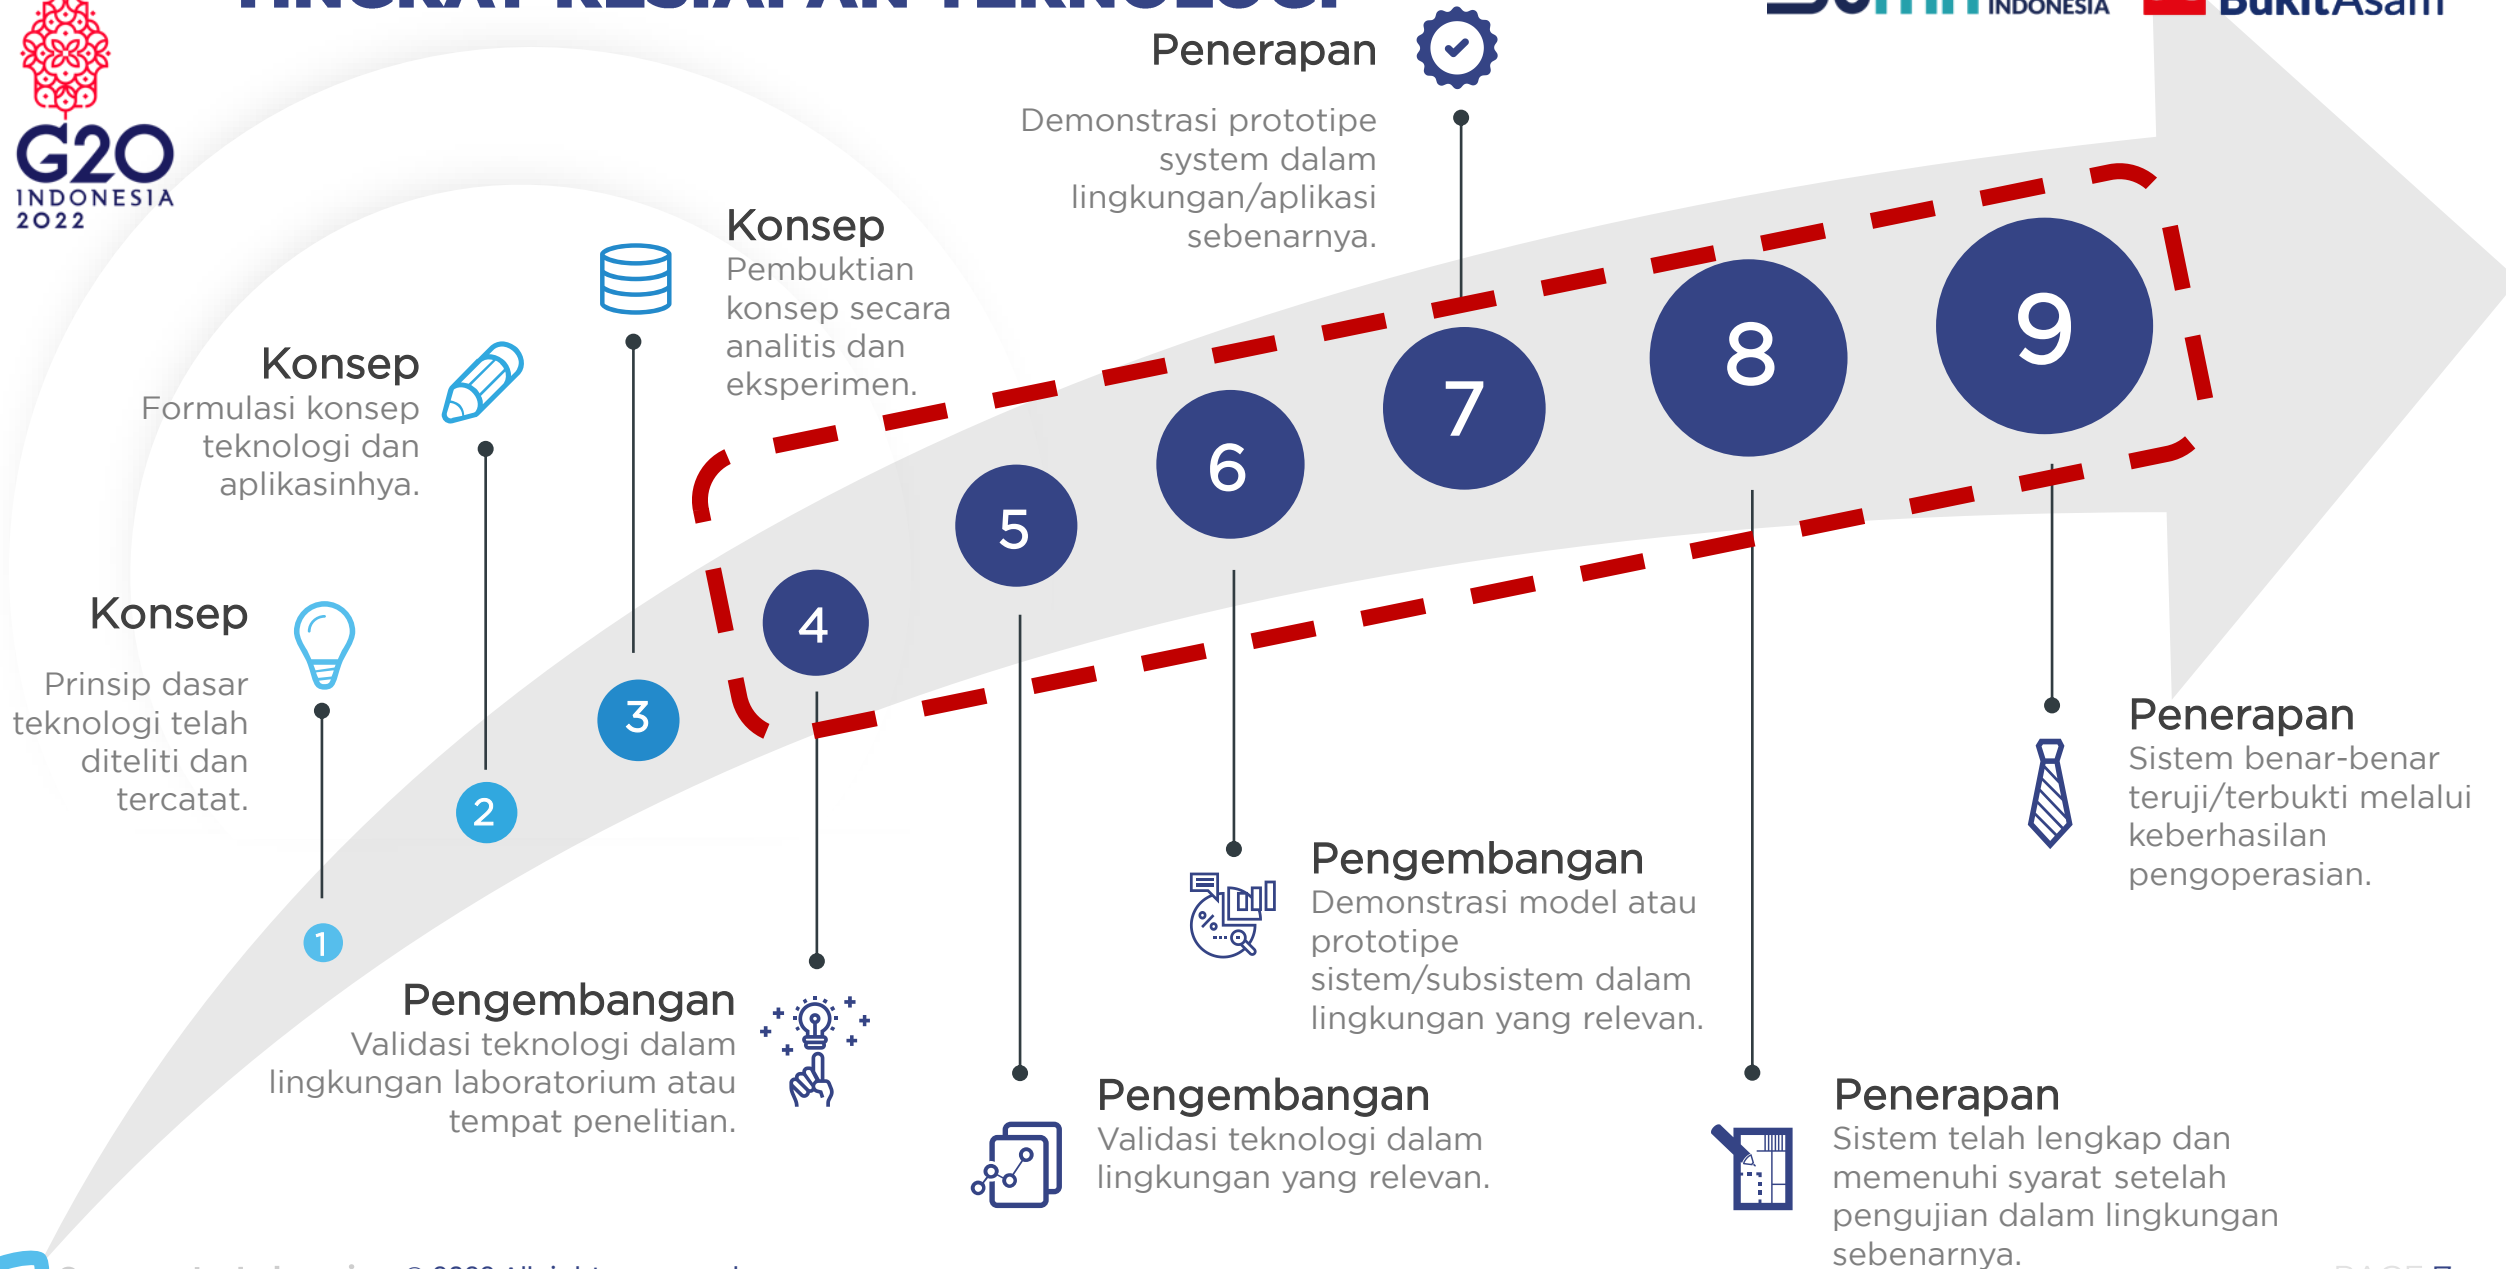 TINGKAT KESIAPAN TEKNOLOGI
INDONESIA
BukitAsam
G20
INDONESIA
2022
Penerapan
Demonstrasi prototipe
system dalam
lingkungan/aplikasi
sebenarnya.
Konsep
Pembuktian
konsep secara
analitis dan
eksperimen.
Konsep
Formulasi konsep
teknologi dan
aplikasinhya.
Konsep
Prinsip dasar
teknologi telah
diteliti dan
tercatat.
1
2
3
4
5
6
7
8
9
Penerapan
Sistem benar-benar
teruji/terbukti melalui
keberhasilan
pengoperasian.
Pengembangan
Demonstrasi model atau
prototipe
sistem/subsistem dalam
lingkungan yang relevan.
Pengembangan
Validasi teknologi dalam
lingkungan laboratorium atau
tempat penelitian.
Pengembangan
Validasi teknologi dalam
lingkungan yang relevan.
Penerapan
Sistem telah lengkap dan
memenuhi syarat setelah
pengujian dalam lingkungan
sebenarnya.